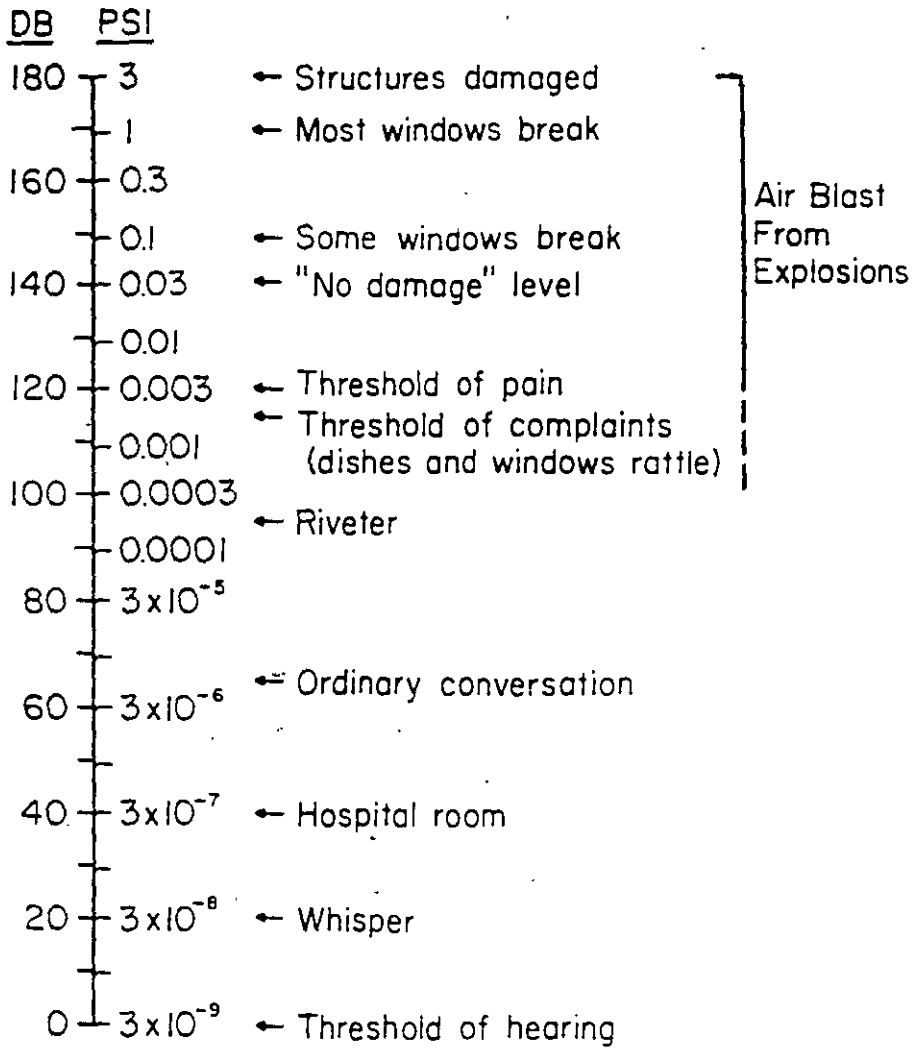 DB PSI
180 3 ← Structures damaged
1 ← Most windows break
160 0.3
Air Blast
From
Explosions
0.1 ← Some windows break
140 0.03 ← "No damage" level
0.01
120 0.003 ← Threshold of pain
← Threshold of complaints
0.001 (dishes and windows rattle)
100 0.0003
← Riveter
0.0001
80 3x10⁻⁵
← Ordinary conversation
60 3x10⁻⁶
40 3x10⁻⁷ ← Hospital room
20 3x10⁻⁸ ← Whisper
0 3x10⁻⁹ ← Threshold of hearing